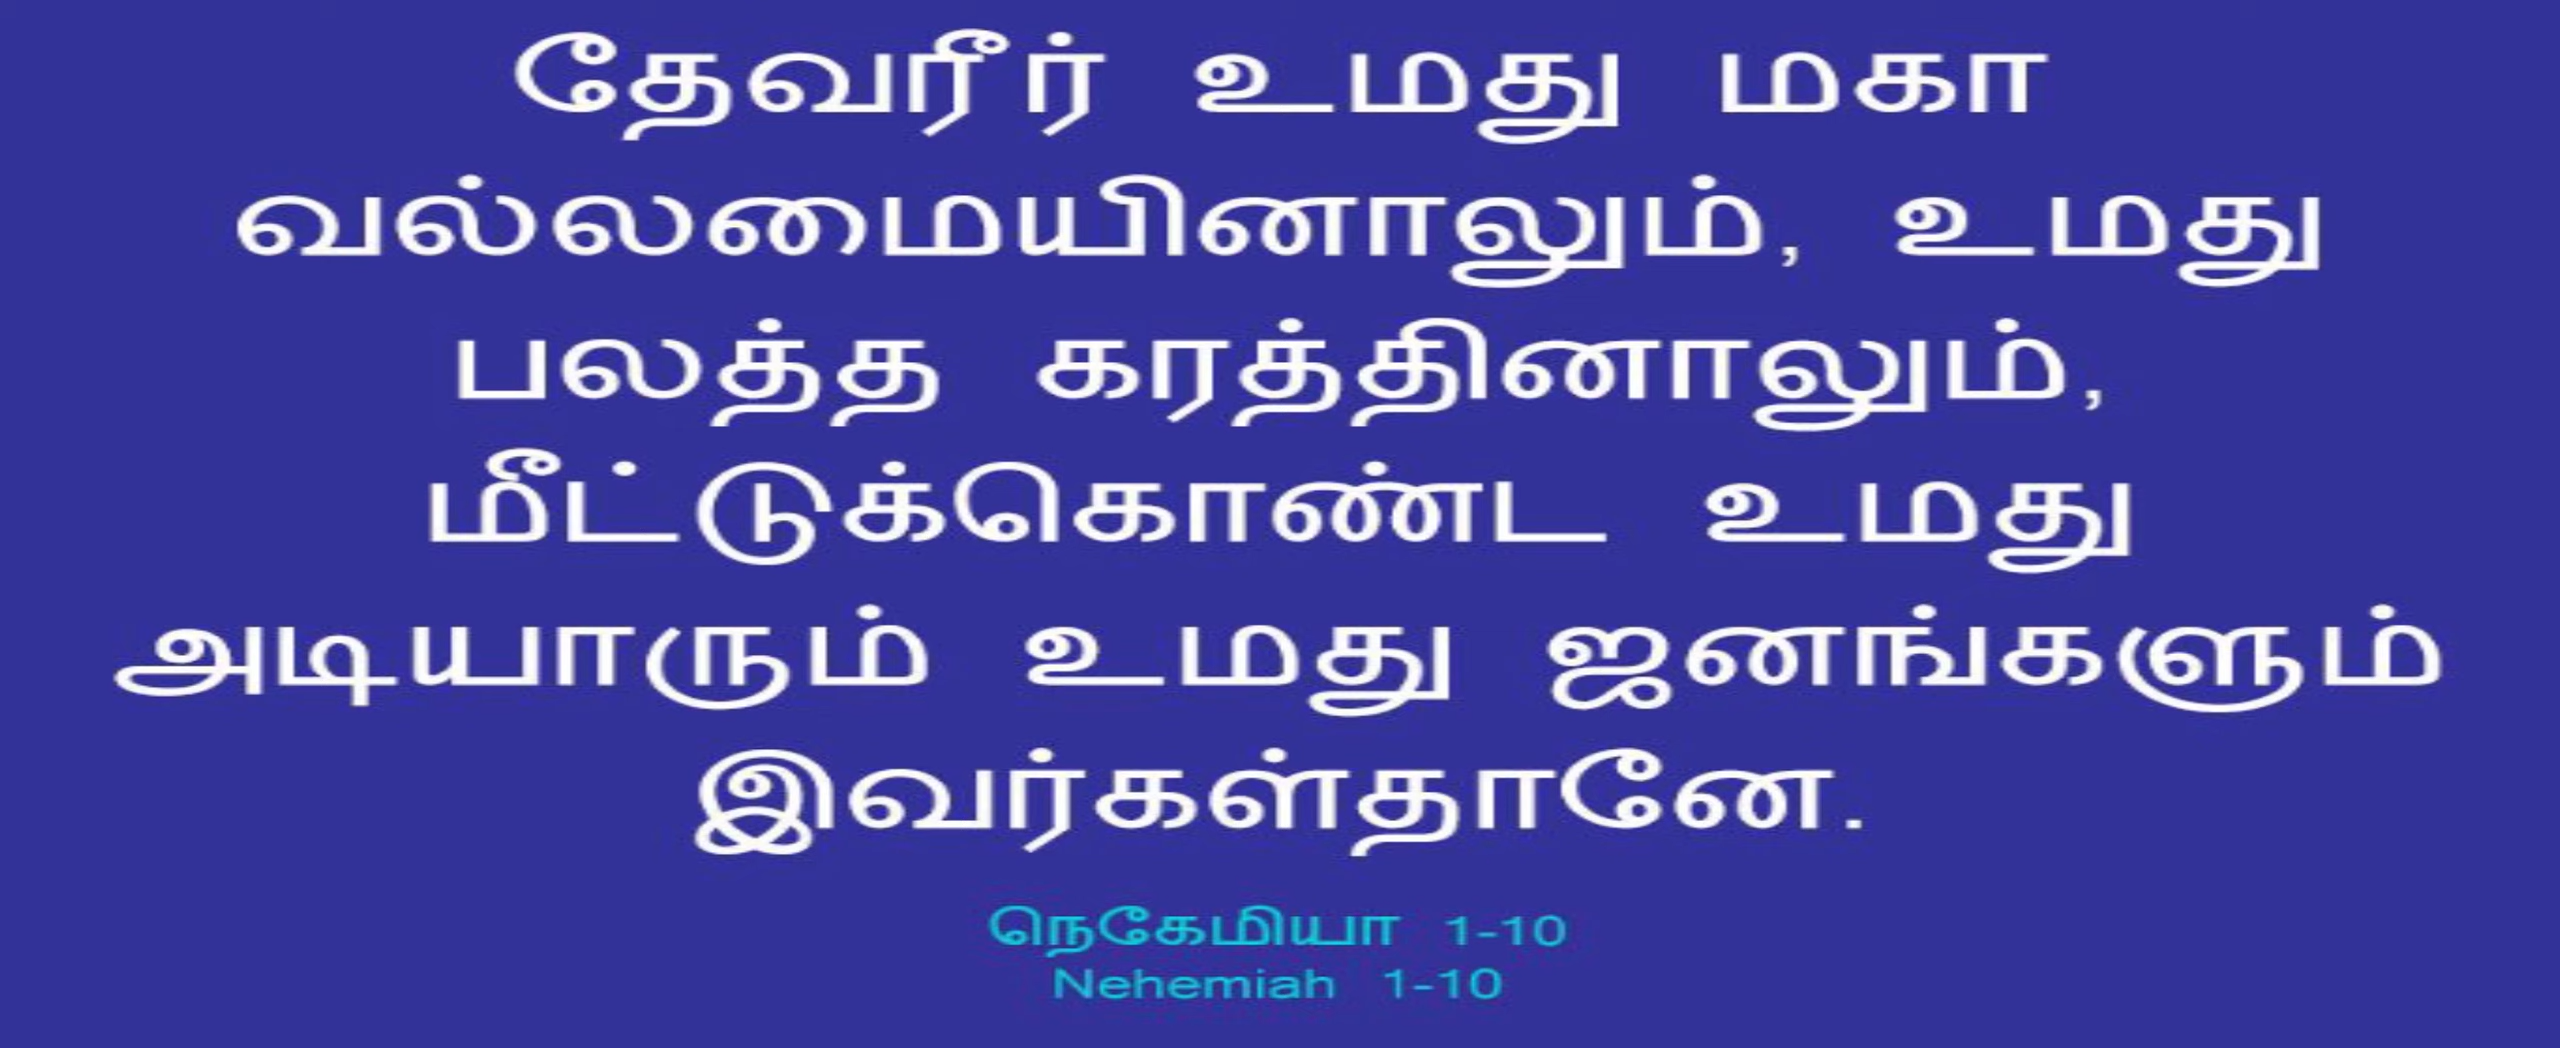 தேவரீர் உமது மகா
வல்லமையினாலும், உமது
பலத்த கரத்தினாலும்,
மீட்டுக்கொண்ட உமது
அடியாரும் உமது ஜனங்களும்
இவர்கள்தானே.
நெகேமியா 1-10
Nehemiah 1-10